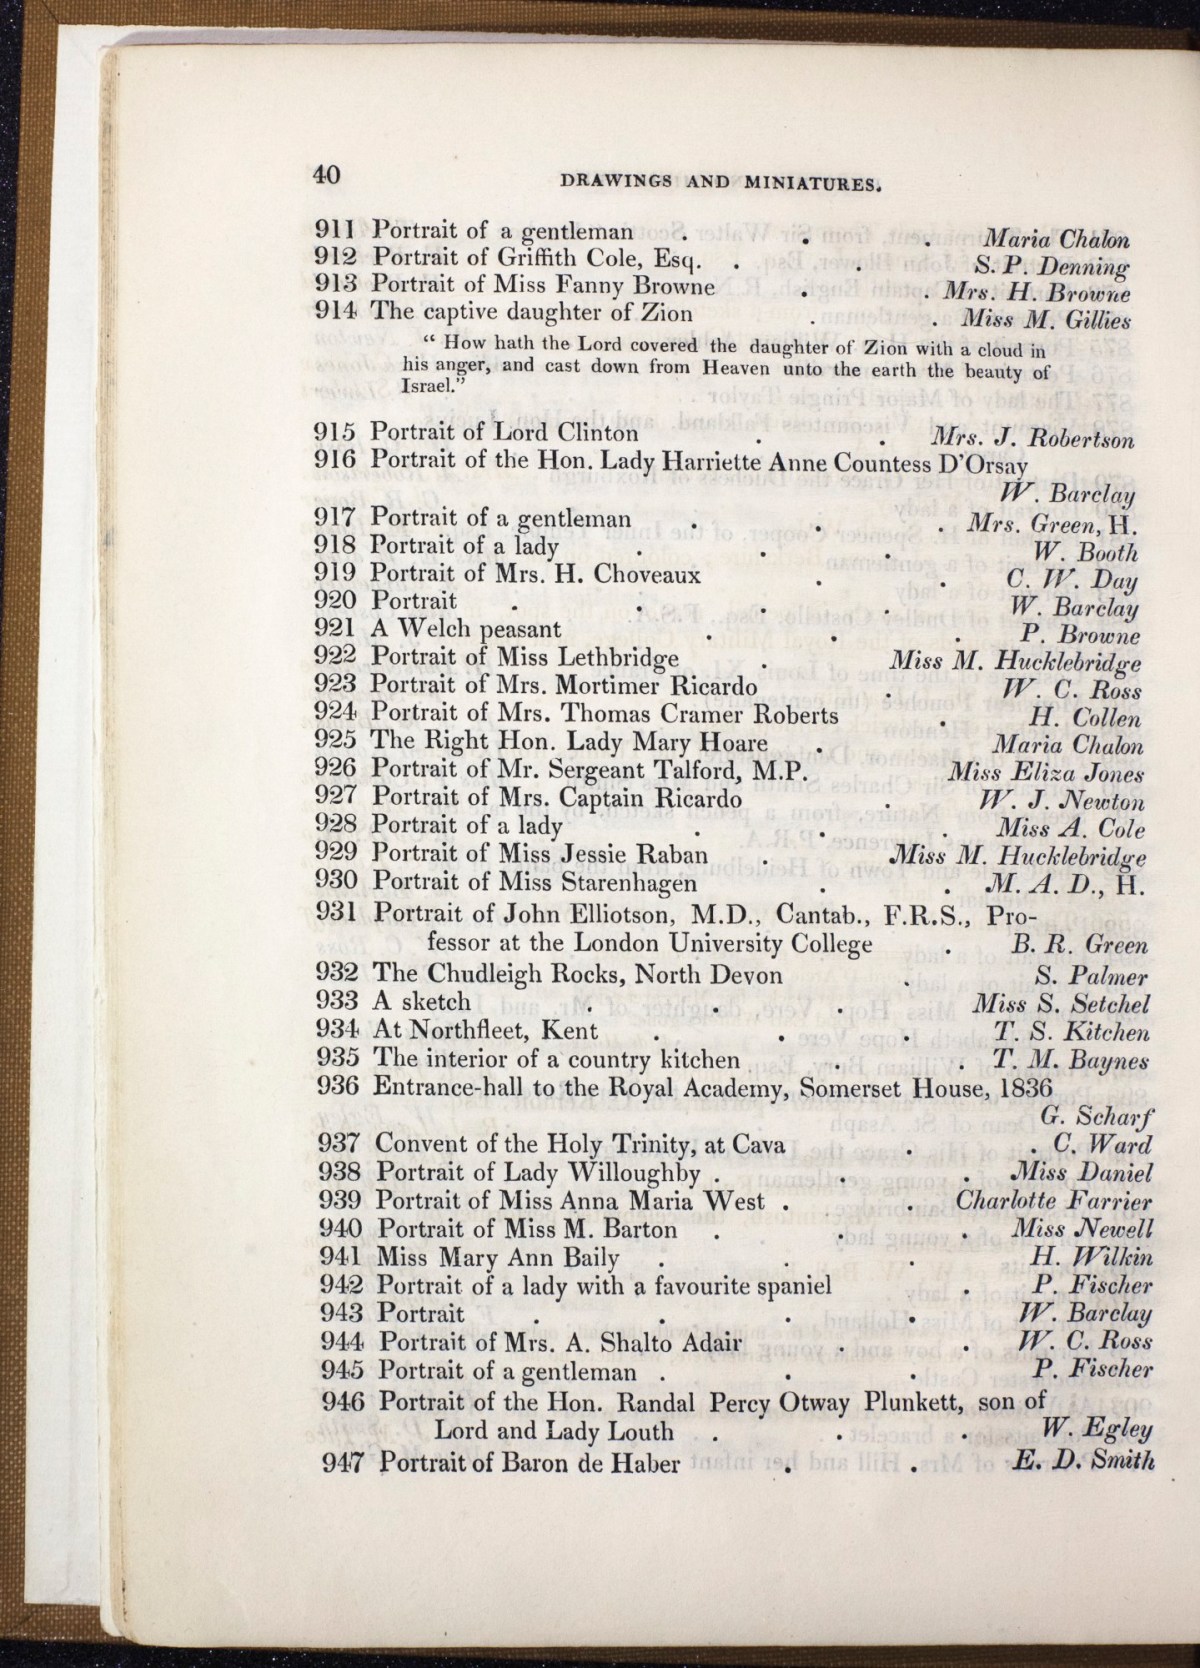 40
DRAWINGS AND MINIATURES.
911 Portrait of a gentleman . . . Maria Chalon
912 Portrait of Griffith Cole, Esq. . . S. P. Denning
913 Portrait of Miss Fanny Browne . . Mrs. H. Browne
914 The captive daughter of Zion . . Miss M. Gillies
“ How hath the Lord covered the daughter of Zion with a cloud in
his anger, and cast down from Heaven unto the earth the beauty of
Israel.”
915 Portrait of Lord Clinton . . Mrs. J. Robertson
916 Portrait of the Hon. Lady Harriette Anne Countess D’Orsay
W. Barclay
917 Portrait of a gentleman . . . Mrs. Green, H.
918 Portrait of a lady . . . W. Booth
919 Portrait of Mrs. H. Choveaux . . C. W. Day
920 Portrait . . . . W. Barclay
921 A Welch peasant . . . P. Browne
922 Portrait of Miss Lethbridge . Miss M. Hucklebridge
923 Portrait of Mrs. Mortimer Ricardo . W. C. Ross
924 Portrait of Mrs. Thomas Cramer Roberts . H. Collen
925 The Right Hon. Lady Mary Hoare . Maria Chalon
926 Portrait of Mr. Sergeant Talford, M.P. Miss Eliza Jones
927 Portrait of Mrs. Captain Ricardo . W. J. Newton
928 Portrait of a lady . . . Miss A. Cole
929 Portrait of Miss Jessie Raban . Miss M. Hucklebridge
930 Portrait of Miss Starenhagen . . M. A. D., H.
931 Portrait of John Elliotson, M.D., Cantab., F.R.S., Pro-
fessor at the London University College . B. R. Green
932 The Chudleigh Rocks, North Devon . S. Palmer
933 A sketch . . . Miss S. Setchel
934 At Northfleet, Kent . . . T. S. Kitchen
935 The interior of a country kitchen . . T. M. Baynes
936 Entrance-hall to the Royal Academy, Somerset House, 1836
G. Scharf
937 Convent of the Holy Trinity, at Cava . . C. Ward
938 Portrait of Lady Willoughby . . . Miss Daniel
939 Portrait of Miss Anna Maria West . . Charlotte Farrier
940 Portrait of Miss M. Barton . . . Miss Newell
941 Miss Mary Ann Baily . . . H. Wilkin
942 Portrait of a lady with a favourite spaniel . P. Fischer
943 Portrait . . . . W. Barclay
944 Portrait of Mrs. A. Shalto Adair . . W. C. Ross
945 Portrait of a gentleman . . . P. Fischer
946 Portrait of the Hon. Randal Percy Otway Plunkett, son of
Lord and Lady Louth . . . W. Egley
947 Portrait of Baron de Haber . . E. D. Smith